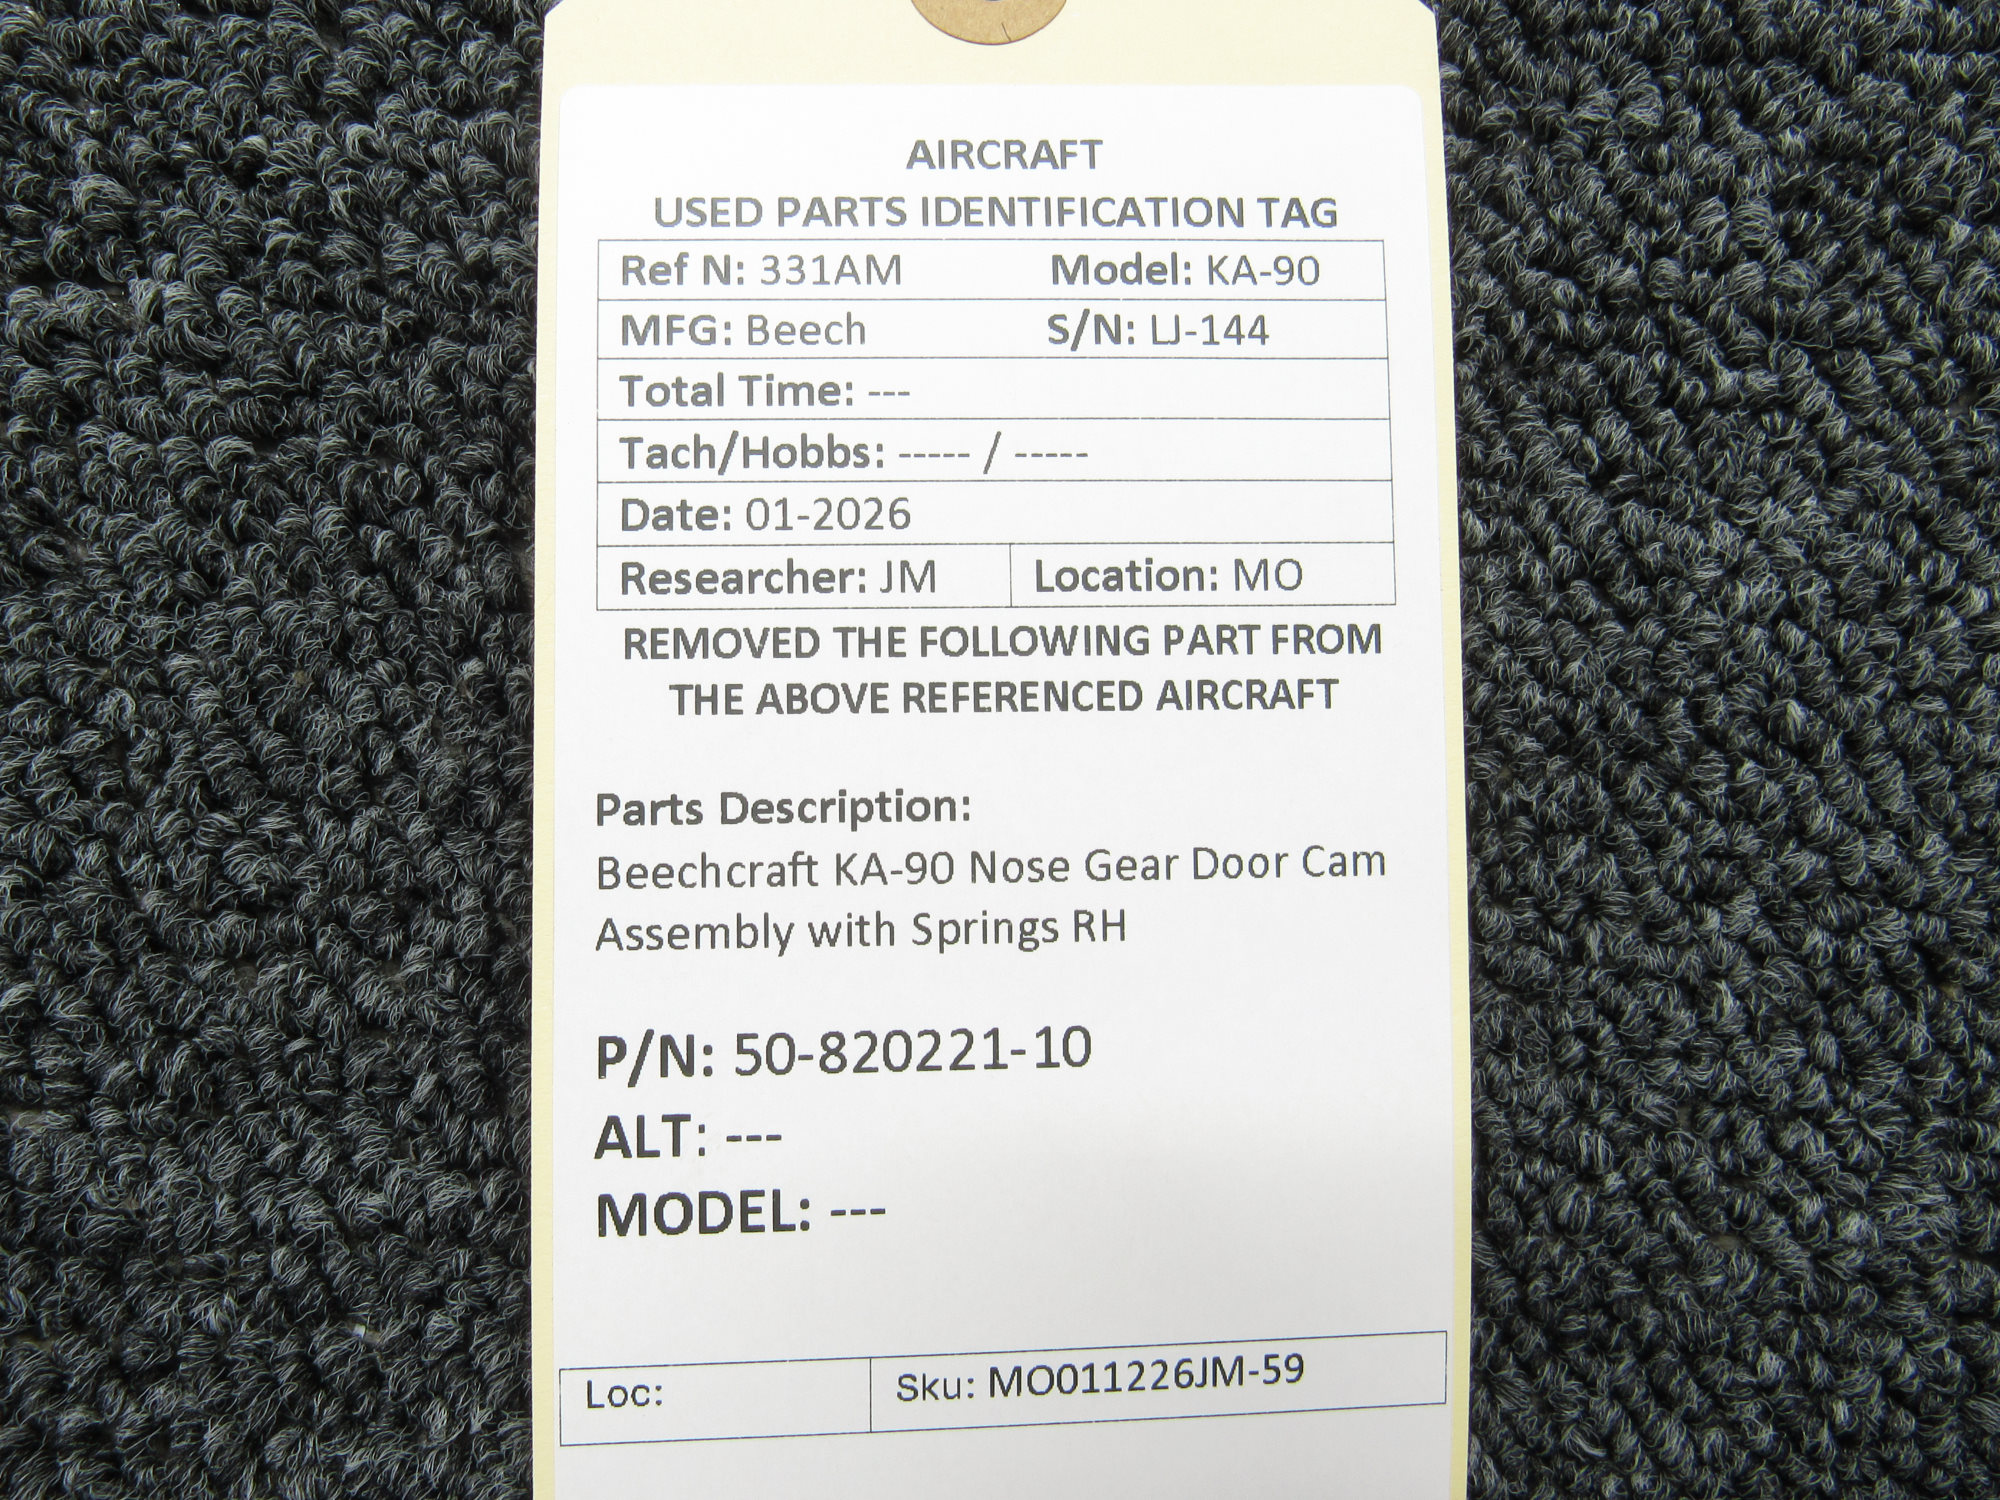 AIRCRAFT
USED PARTS IDENTIFICATION TAG
Ref N: 331AM Model: KA-90
MFG: Beech S/N: LJ-144
Total Time: ---
Tach/Hobbs: ----- / -----
Date: 01-2026
Researcher: JM Location: MO
REMOVED THE FOLLOWING PART FROM
THE ABOVE REFERENCED AIRCRAFT
Parts Description:
Beechcraft KA-90 Nose Gear Door Cam
Assembly with Springs RH
P/N: 50-820221-10
ALT: ---
MODEL: ---
Loc: Sku: MO011226JM-59